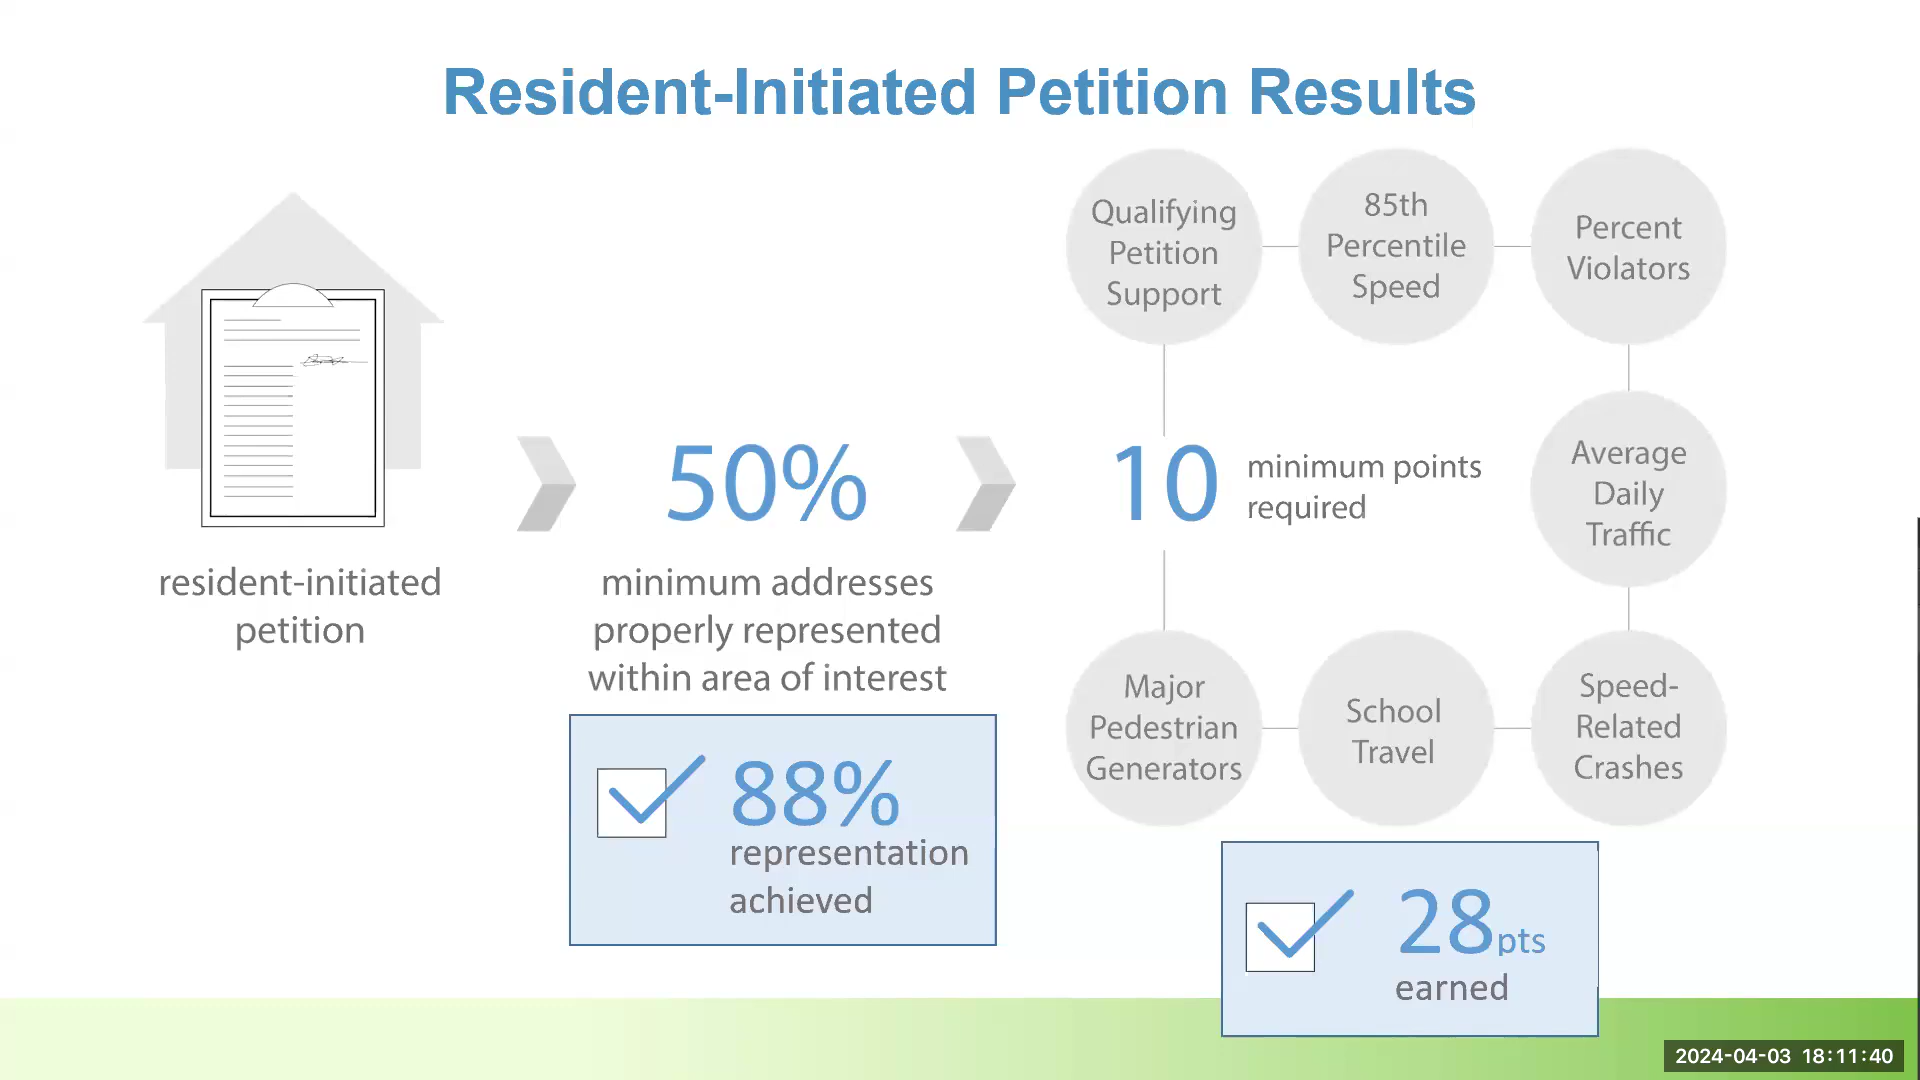 Resident-Initiated Petition Results
resident-initiated
petition
50%
minimum addresses
properly represented
within area of interest
88%
representation
achieved
Qualifying
Petition
Support
85th
Percentile
Speed
Percent
Violators
10
minimum points
required
Average
Daily
Traffic
Major
Pedestrian
Generators
School
Travel
Speed-
Related
Crashes
28pts
earned
2024-04-03 18:11:40